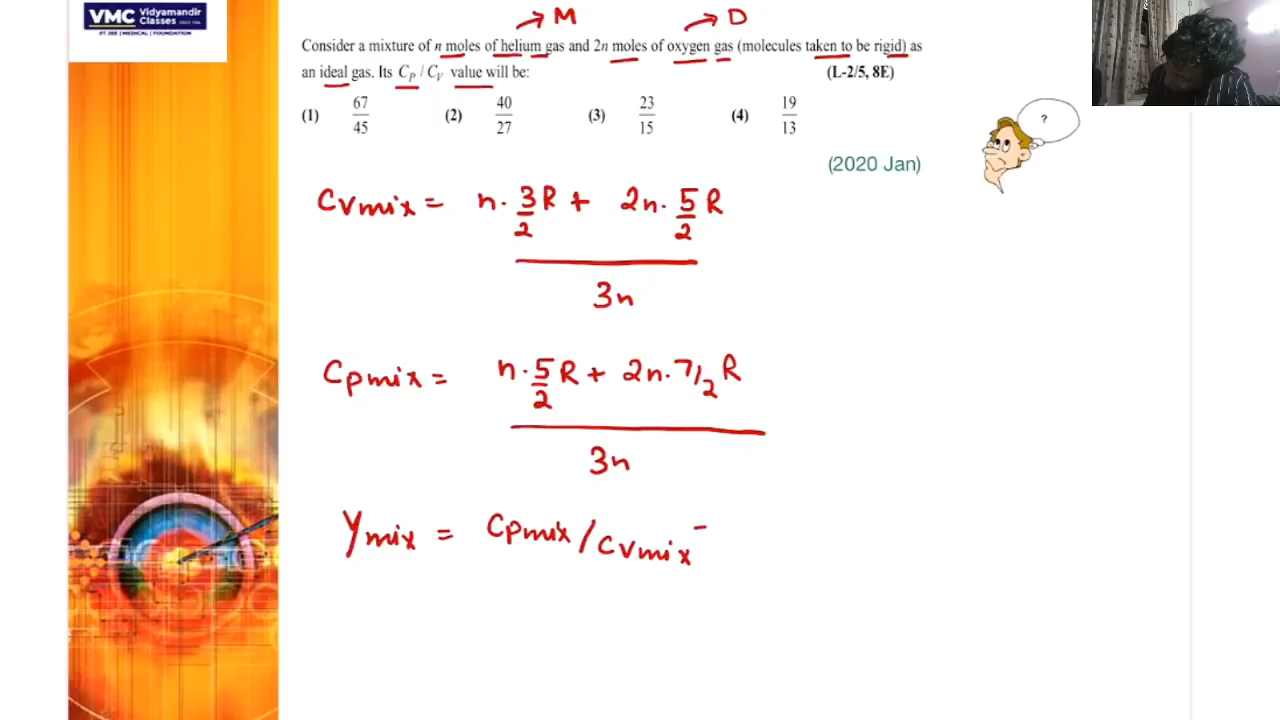 VMC Vidyamandir Classes
IIT JEE | MEDICAL | FOUNDATION
→ M
→ D
Consider a mixture of n moles of helium gas and 2n moles of oxygen gas (molecules taken to be rigid) as
an ideal gas. Its C_P / C_V value will be: (L-2/5, 8E)
(1) 67/45 (2) 40/27 (3) 23/15 (4) 19/13
?
(2020 Jan)
Cvmix = (n · 3/2 R + 2n · 5/2 R) / 3n
Cpmix = (n · 5/2 R + 2n · 7/2 R) / 3n
γmix = Cpmix / Cvmix